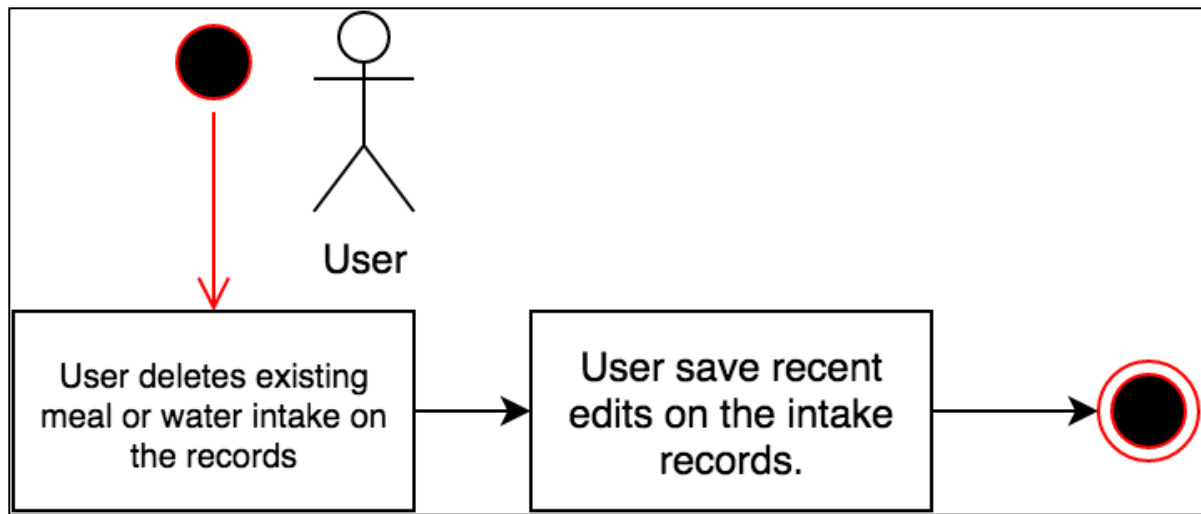 User
User deletes existing
meal or water intake on
the records
User save recent
edits on the intake
records.